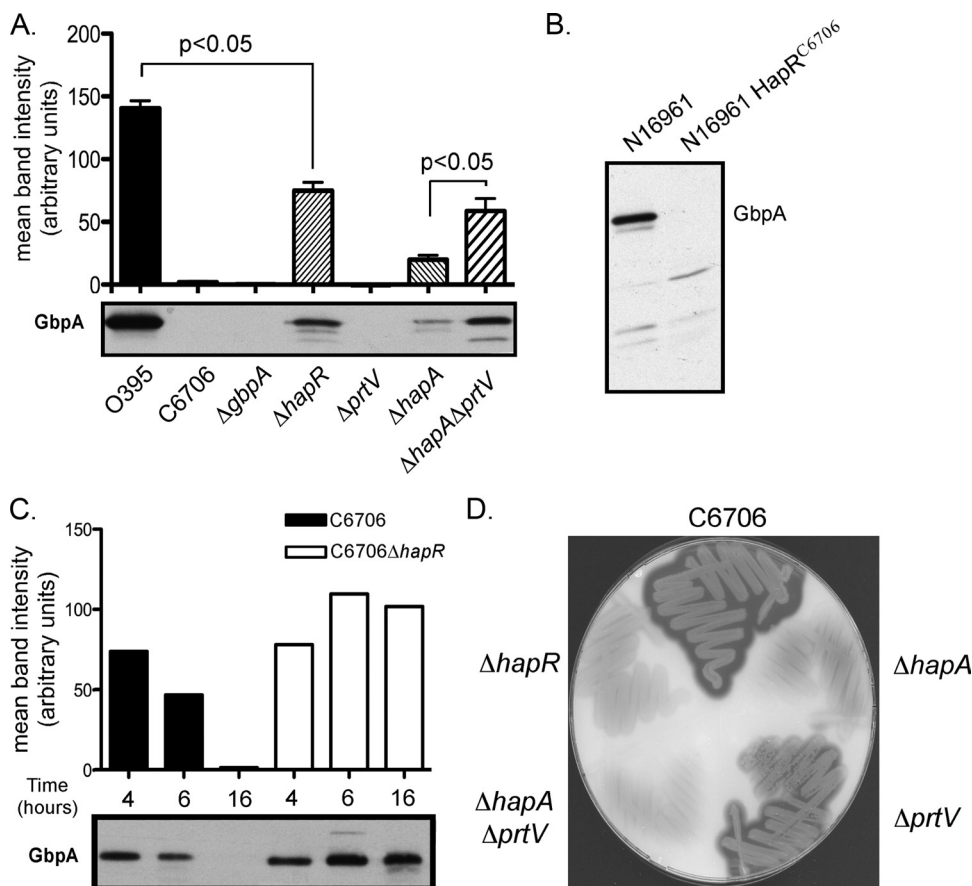 A.
mean band intensity
(arbitrary units)
200
150
100
50
0
p<0.05
p<0.05
GbpA
O395
C6706
ΔgbpA
ΔhapR
ΔprtV
ΔhapA
ΔhapAΔprtV
B.
N16961
N16961 HapR^C6706
GbpA
C.
mean band intensity
(arbitrary units)
150
100
50
0
C6706
C6706ΔhapR
Time
(hours)
4 6 16 4 6 16
GbpA
D.
C6706
ΔhapR
ΔhapA
ΔhapA
ΔprtV
ΔprtV